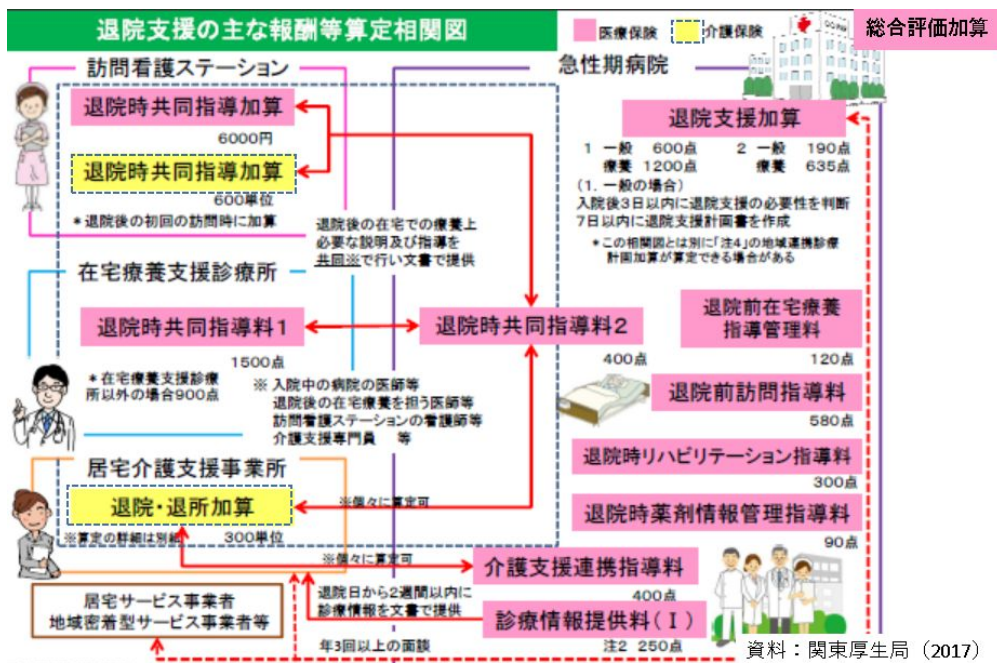 退院支援の主な報酬等算定相関図
医療保険
介護保険
総合評価加算
訪問看護ステーション
急性期病院
退院時共同指導加算
6000円
退院時共同指導加算
600単位
*退院後の初回の訪問時に加算
退院後の在宅での療養上
必要な説明及び指導を
共同※で行い文書で提供
退院支援加算
1 一般 600点 2 一般 190点
療養 1200点 療養 635点
(1.一般の場合)
入院後3日以内に退院支援の必要性を判断
7日以内に退院支援計画書を作成
*この相関図とは別に「注4」の地域連携診療
計画加算が算定できる場合がある
在宅療養支援診療所
退院時共同指導料1
1500点
*在宅療養支援診療
所以外の場合900点
退院時共同指導料2
400点
※ 入院中の病院の医師等
退院後の在宅療養を担う医師等
訪問看護ステーションの看護師等
介護支援専門員 等
退院前在宅療養
指導管理料
120点
退院前訪問指導料
580点
退院時リハビリテーション指導料
300点
退院時薬剤情報管理指導料
90点
居宅介護支援事業所
退院・退所加算
※個々に算定可
※算定の詳細は別紙
300単位
※個々に算定可
介護支援連携指導料
400点
退院日から2週間以内に
診療情報を文書で提供
診療情報提供料(Ⅰ)
注2 250点
居宅サービス事業者
地域密着型サービス事業者等
年3回以上の面談
資料:関東厚生局(2017)